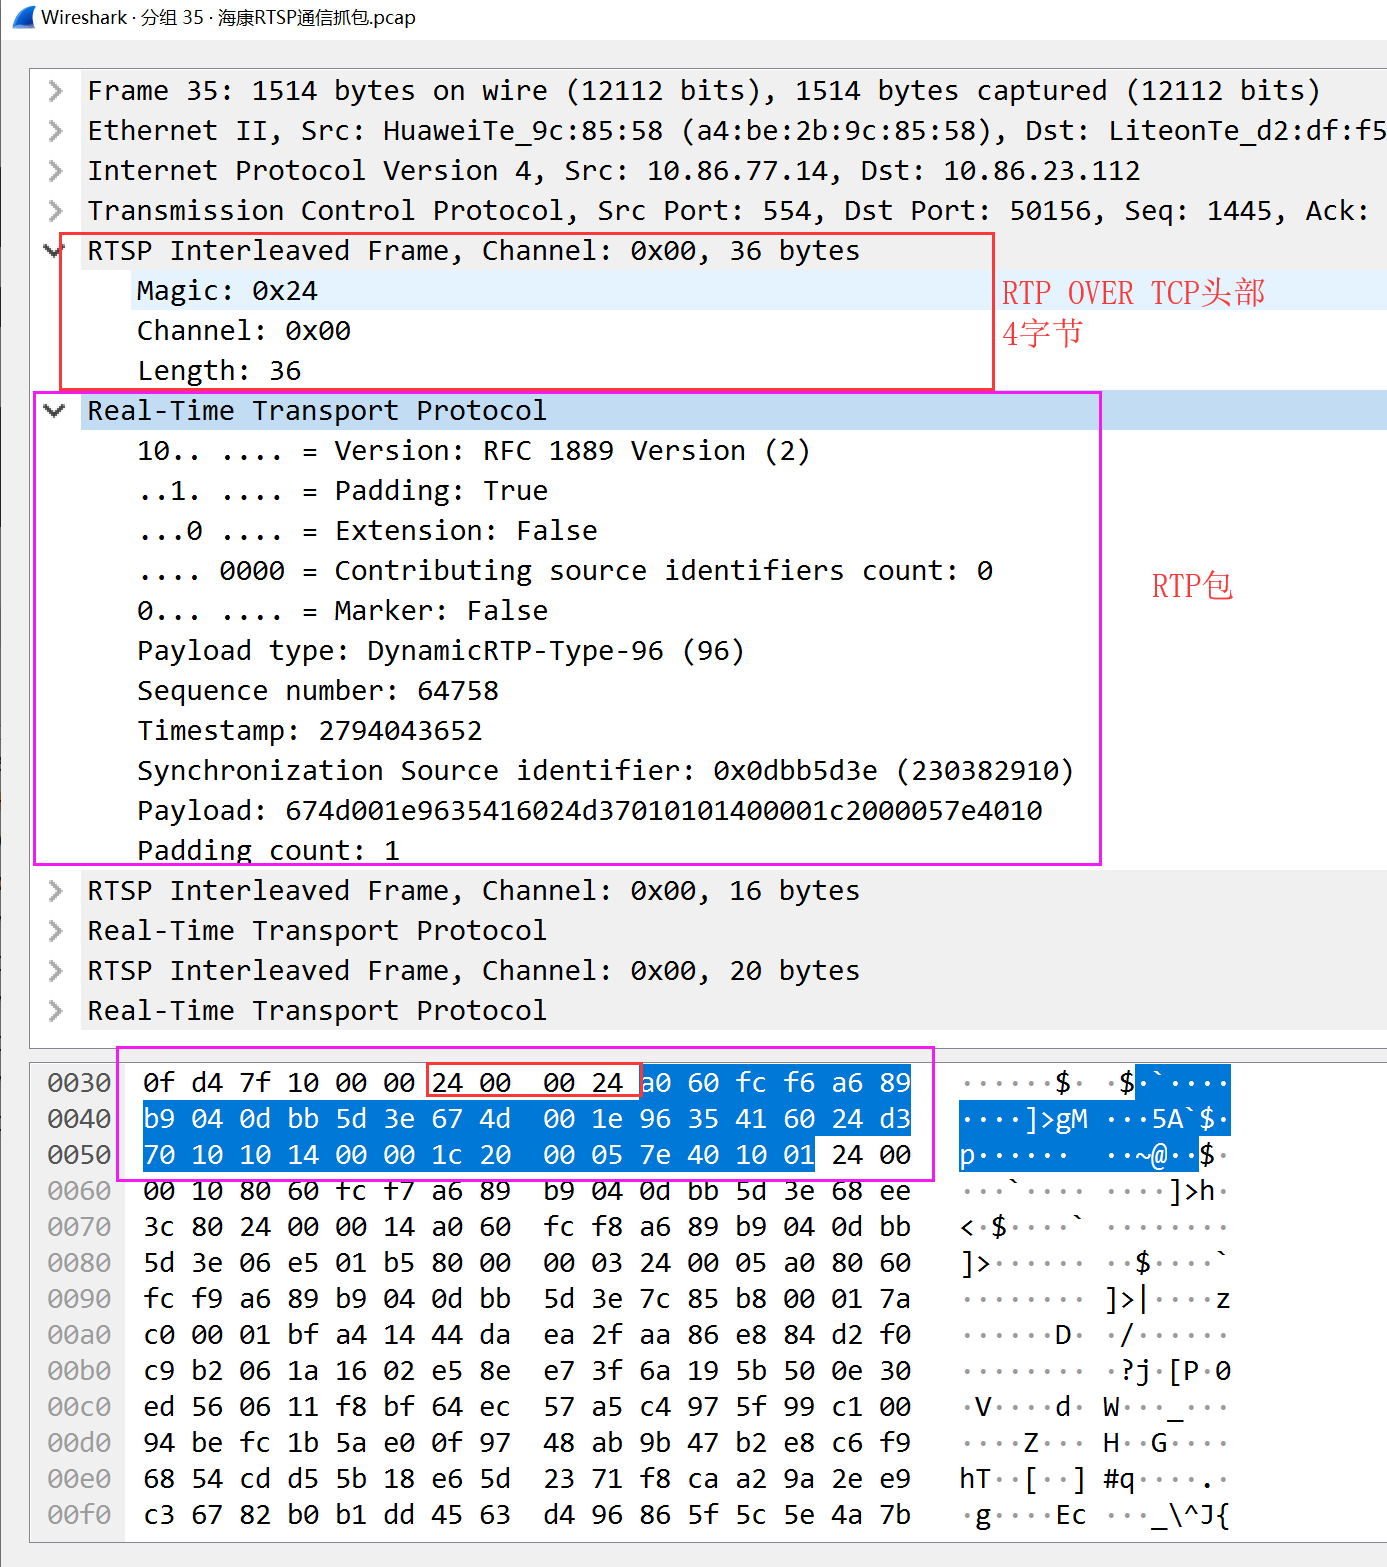 Wireshark · 分组 35 · 海康RTSP通信抓包.pcap
Frame 35: 1514 bytes on wire (12112 bits), 1514 bytes captured (12112 bits)
Ethernet II, Src: HuaweiTe_9c:85:58 (a4:be:2b:9c:85:58), Dst: LiteonTe_d2:df:f5
Internet Protocol Version 4, Src: 10.86.77.14, Dst: 10.86.23.112
Transmission Control Protocol, Src Port: 554, Dst Port: 50156, Seq: 1445, Ack:
RTSP Interleaved Frame, Channel: 0x00, 36 bytes
Magic: 0x24
RTP OVER TCP头部
Channel: 0x00
4字节
Length: 36
Real-Time Transport Protocol
10.. .... = Version: RFC 1889 Version (2)
..1. .... = Padding: True
...0 .... = Extension: False
.... 0000 = Contributing source identifiers count: 0
RTP包
0... .... = Marker: False
Payload type: DynamicRTP-Type-96 (96)
Sequence number: 64758
Timestamp: 2794043652
Synchronization Source identifier: 0x0dbb5d3e (230382910)
Payload: 674d001e9635416024d37010101400001c2000057e4010
Padding count: 1
RTSP Interleaved Frame, Channel: 0x00, 16 bytes
Real-Time Transport Protocol
RTSP Interleaved Frame, Channel: 0x00, 20 bytes
Real-Time Transport Protocol
0030 0f d4 7f 10 00 00 24 00 00 24 a0 60 fc f6 a6 89 ······$· ·$·`····
0040 b9 04 0d bb 5d 3e 67 4d 00 1e 96 35 41 60 24 d3 ····]>gM ···5A`$·
0050 70 10 10 14 00 00 1c 20 00 05 7e 40 10 01 24 00 p······ ··~@··$·
0060 00 10 80 60 fc f7 a6 89 b9 04 0d bb 5d 3e 68 ee ···`···· ····]>h·
0070 3c 80 24 00 00 14 a0 60 fc f8 a6 89 b9 04 0d bb <·$····` ········
0080 5d 3e 06 e5 01 b5 80 00 00 03 24 00 05 a0 80 60 ]>······ ··$····`
0090 fc f9 a6 89 b9 04 0d bb 5d 3e 7c 85 b8 00 01 7a ········ ]>|····z
00a0 c0 00 01 bf a4 14 44 da ea 2f aa 86 e8 84 d2 f0 ······D· ·/······
00b0 c9 b2 06 1a 16 02 e5 8e e7 3f 6a 19 5b 50 0e 30 ········ ·?j·[P·0
00c0 ed 56 06 11 f8 bf 64 ec 57 a5 c4 97 5f 99 c1 00 ·V····d· W···_···
00d0 94 be fc 1b 5a e0 0f 97 48 ab 9b 47 b2 e8 c6 f9 ····Z··· H··G····
00e0 68 54 cd d5 5b 18 e6 5d 23 71 f8 ca a2 9a 2e e9 hT··[··] #q····.·
00f0 c3 67 82 b0 b1 dd 45 63 d4 96 86 5f 5c 5e 4a 7b ·g····Ec ···_\^J{